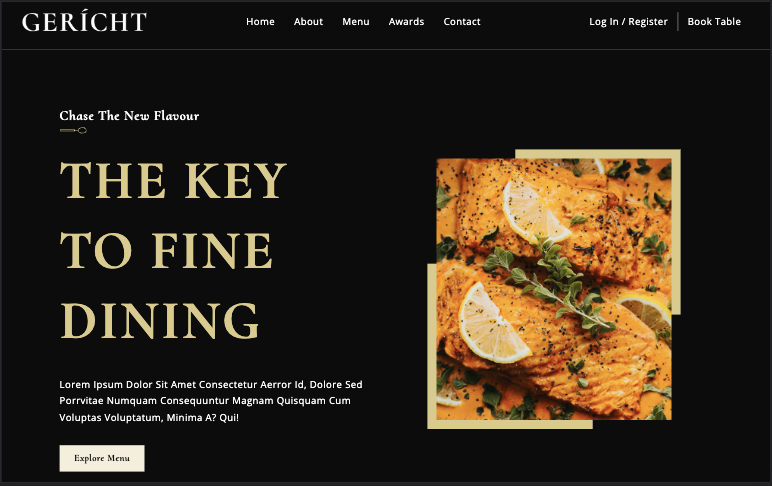 GERÍCHT
Home About Menu Awards Contact
Log In / Register Book Table
Chase The New Flavour
THE KEY
TO FINE
DINING
Lorem Ipsum Dolor Sit Amet Consectetur Aerror Id, Dolore Sed
Porrvitae Numquam Consequuntur Magnam Quisquam Cum
Voluptas Voluptatum, Minima A? Qui!
Explore Menu